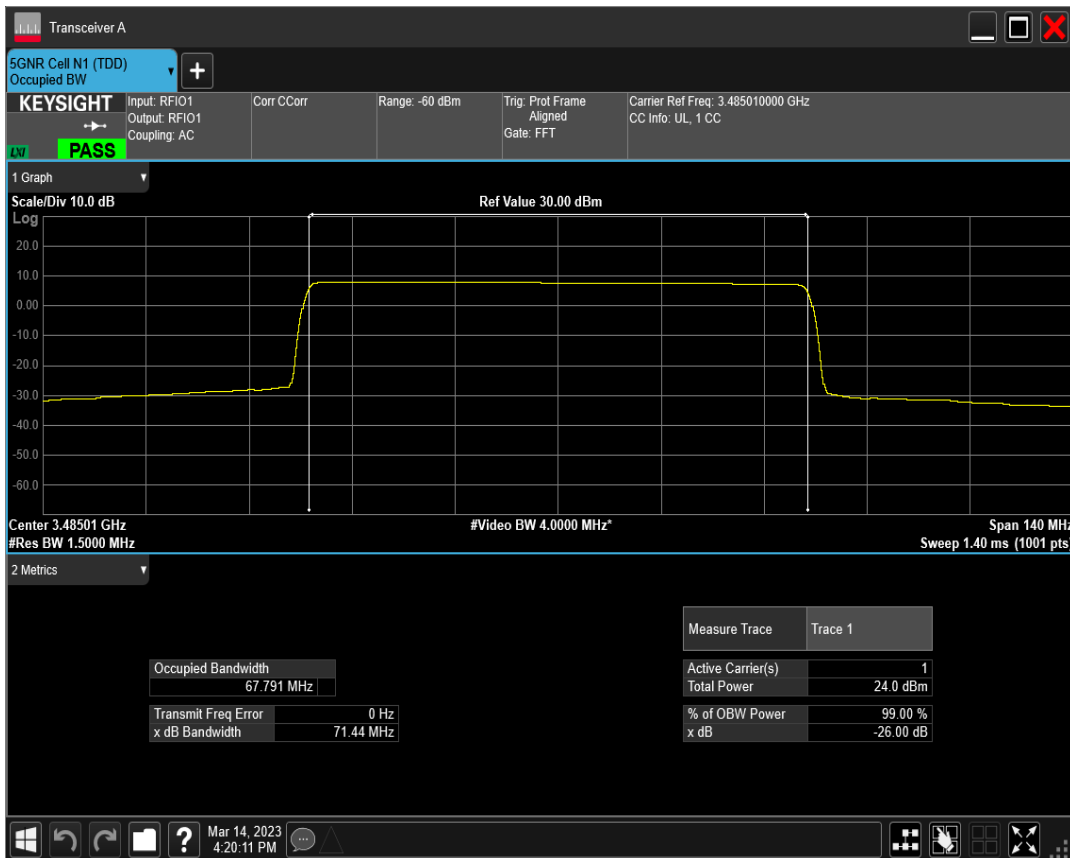 Transceiver A
5GNR Cell N1 (TDD)
Occupied BW
+
KEYSIGHT
LXI
PASS
Input: RFIO1
Output: RFIO1
Coupling: AC
Corr CCorr
Range: -60 dBm
Trig: Prot Frame
Aligned
Gate: FFT
Carrier Ref Freq: 3.485010000 GHz
CC Info: UL, 1 CC
1 Graph
Scale/Div 10.0 dB
Ref Value 30.00 dBm
Log
20.0
10.0
0.00
-10.0
-20.0
-30.0
-40.0
-50.0
-60.0
Center 3.48501 GHz
#Video BW 4.0000 MHz*
Span 140 MHz
#Res BW 1.5000 MHz
Sweep 1.40 ms (1001 pts)
2 Metrics
Measure Trace Trace 1
Occupied Bandwidth
67.791 MHz
Active Carrier(s) 1
Total Power 24.0 dBm
Transmit Freq Error 0 Hz
x dB Bandwidth 71.44 MHz
% of OBW Power 99.00 %
x dB -26.00 dB
?
Mar 14, 2023
4:20:11 PM